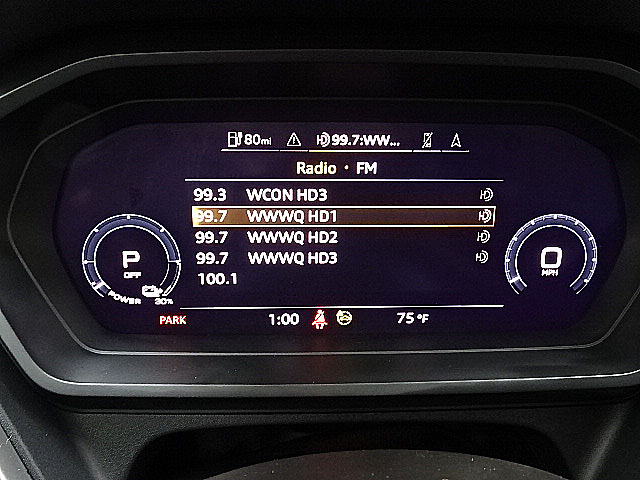 80mi 99.7:WW...
Radio • FM
99.3 WCON HD3
99.7 WWWQ HD1
99.7 WWWQ HD2
99.7 WWWQ HD3
100.1
P
OFF
POWER 30%
0
MPH
PARK 1:00 75 °F